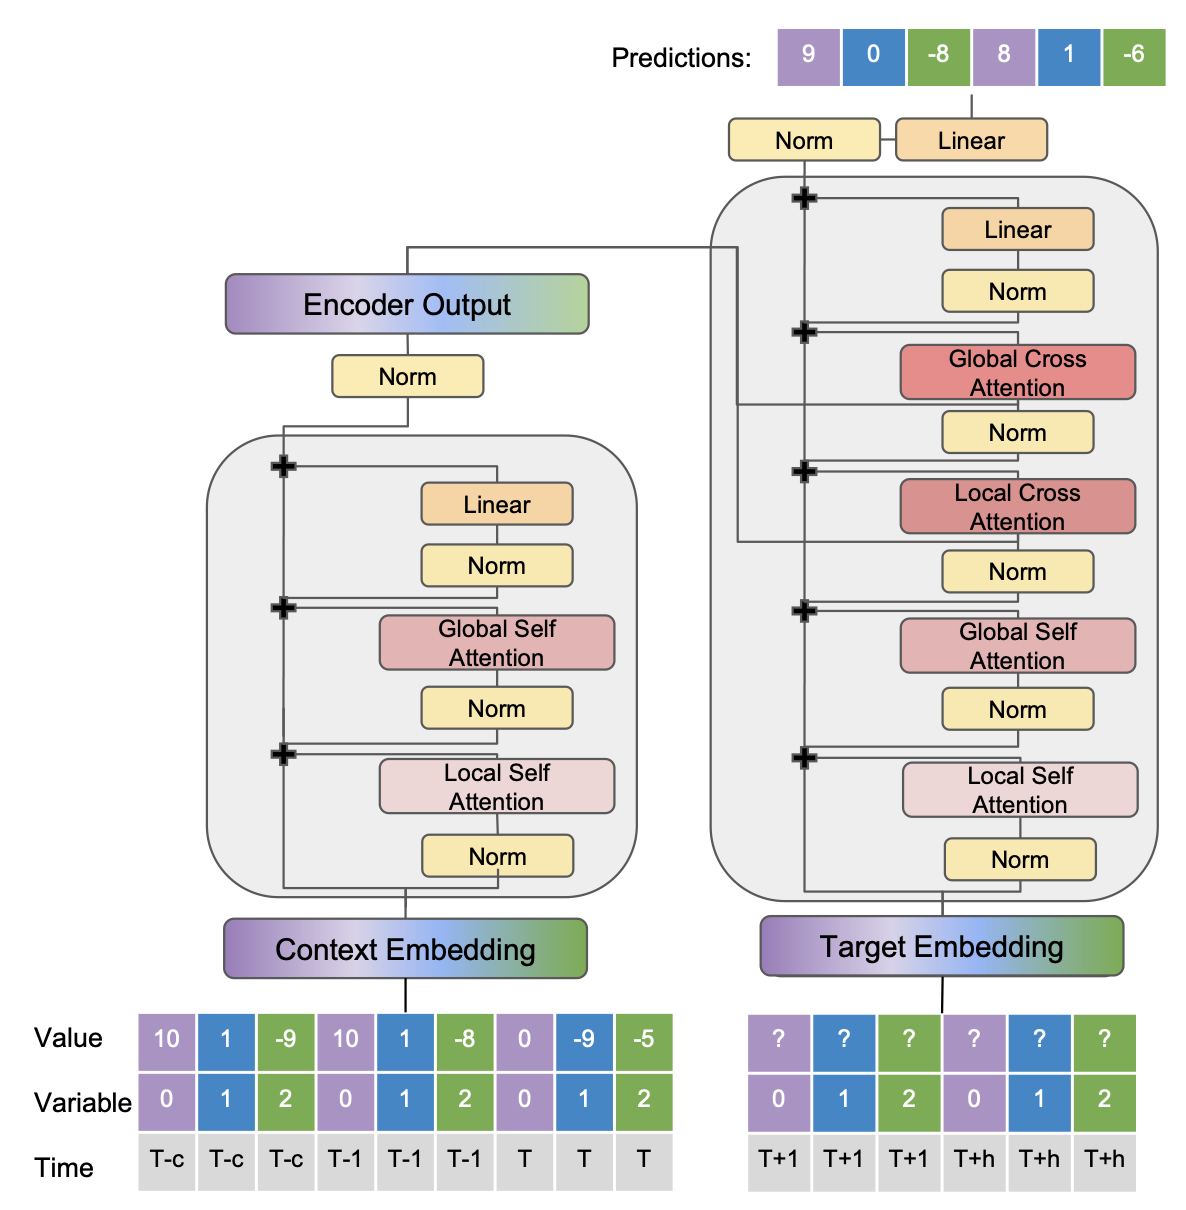 Predictions: 9 0 -8 8 1 -6
Norm Linear
Linear
Norm
Global Cross
Attention
Norm
Local Cross
Attention
Norm
Global Self
Attention
Norm
Local Self
Attention
Norm
Target Embedding
Encoder Output
Norm
Linear
Norm
Global Self
Attention
Norm
Local Self
Attention
Norm
Context Embedding
Value 10 1 -9 10 1 -8 0 -9 -5
Variable 0 1 2 0 1 2 0 1 2
Time T-c T-c T-c T-1 T-1 T-1 T T T
? ? ? ? ? ?
0 1 2 0 1 2
T+1 T+1 T+1 T+h T+h T+h